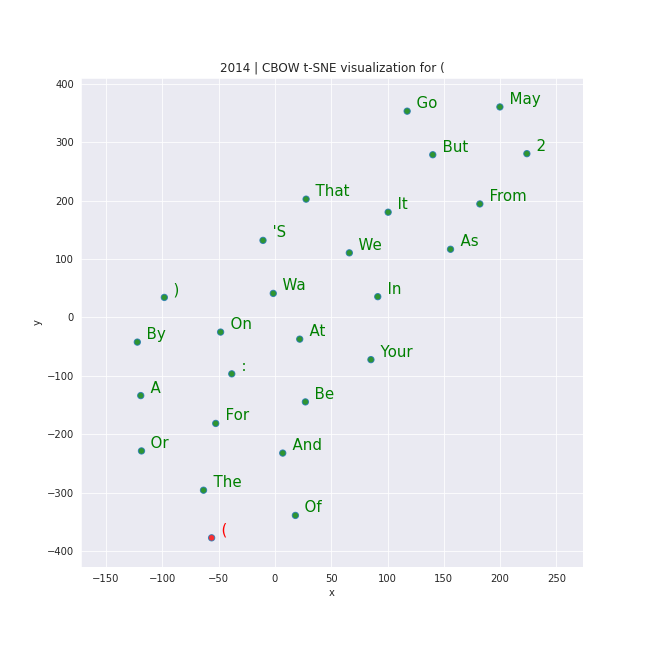 2014 | CBOW t-SNE visualization for (
400
300
200
100
0
−100
−200
−300
−400
y
May
Go
2
But
From
That
It
'S
We
As
Wa
In
)
On
By
At
Your
:
A
Be
For
Or
And
The
Of
(
−150
−100
−50
0
50
100
150
200
250
x